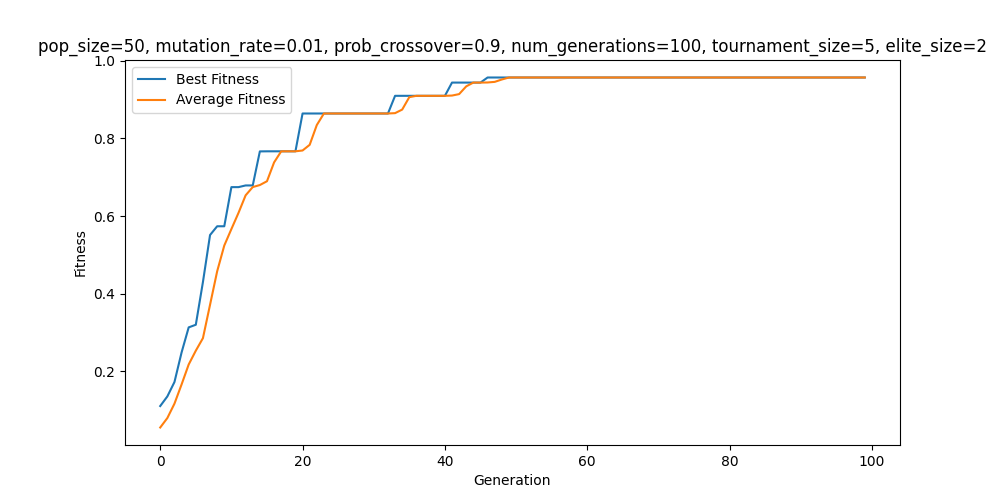 pop_size=50, mutation_rate=0.01, prob_crossover=0.9, num_generations=100, tournament_size=5, elite_size=2
Best Fitness
Average Fitness
1.0
0.8
0.6
0.4
0.2
Fitness
0 20 40 60 80 100
Generation